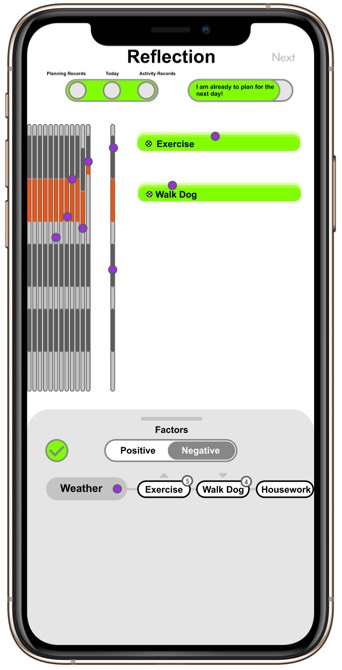 Reflection
Next
Planning Records
Today
Activity Records
I am already to plan for the
next day!
Exercise
Walk Dog
Factors
Positive
Negative
Weather
Exercise
5
Walk Dog
4
Housework